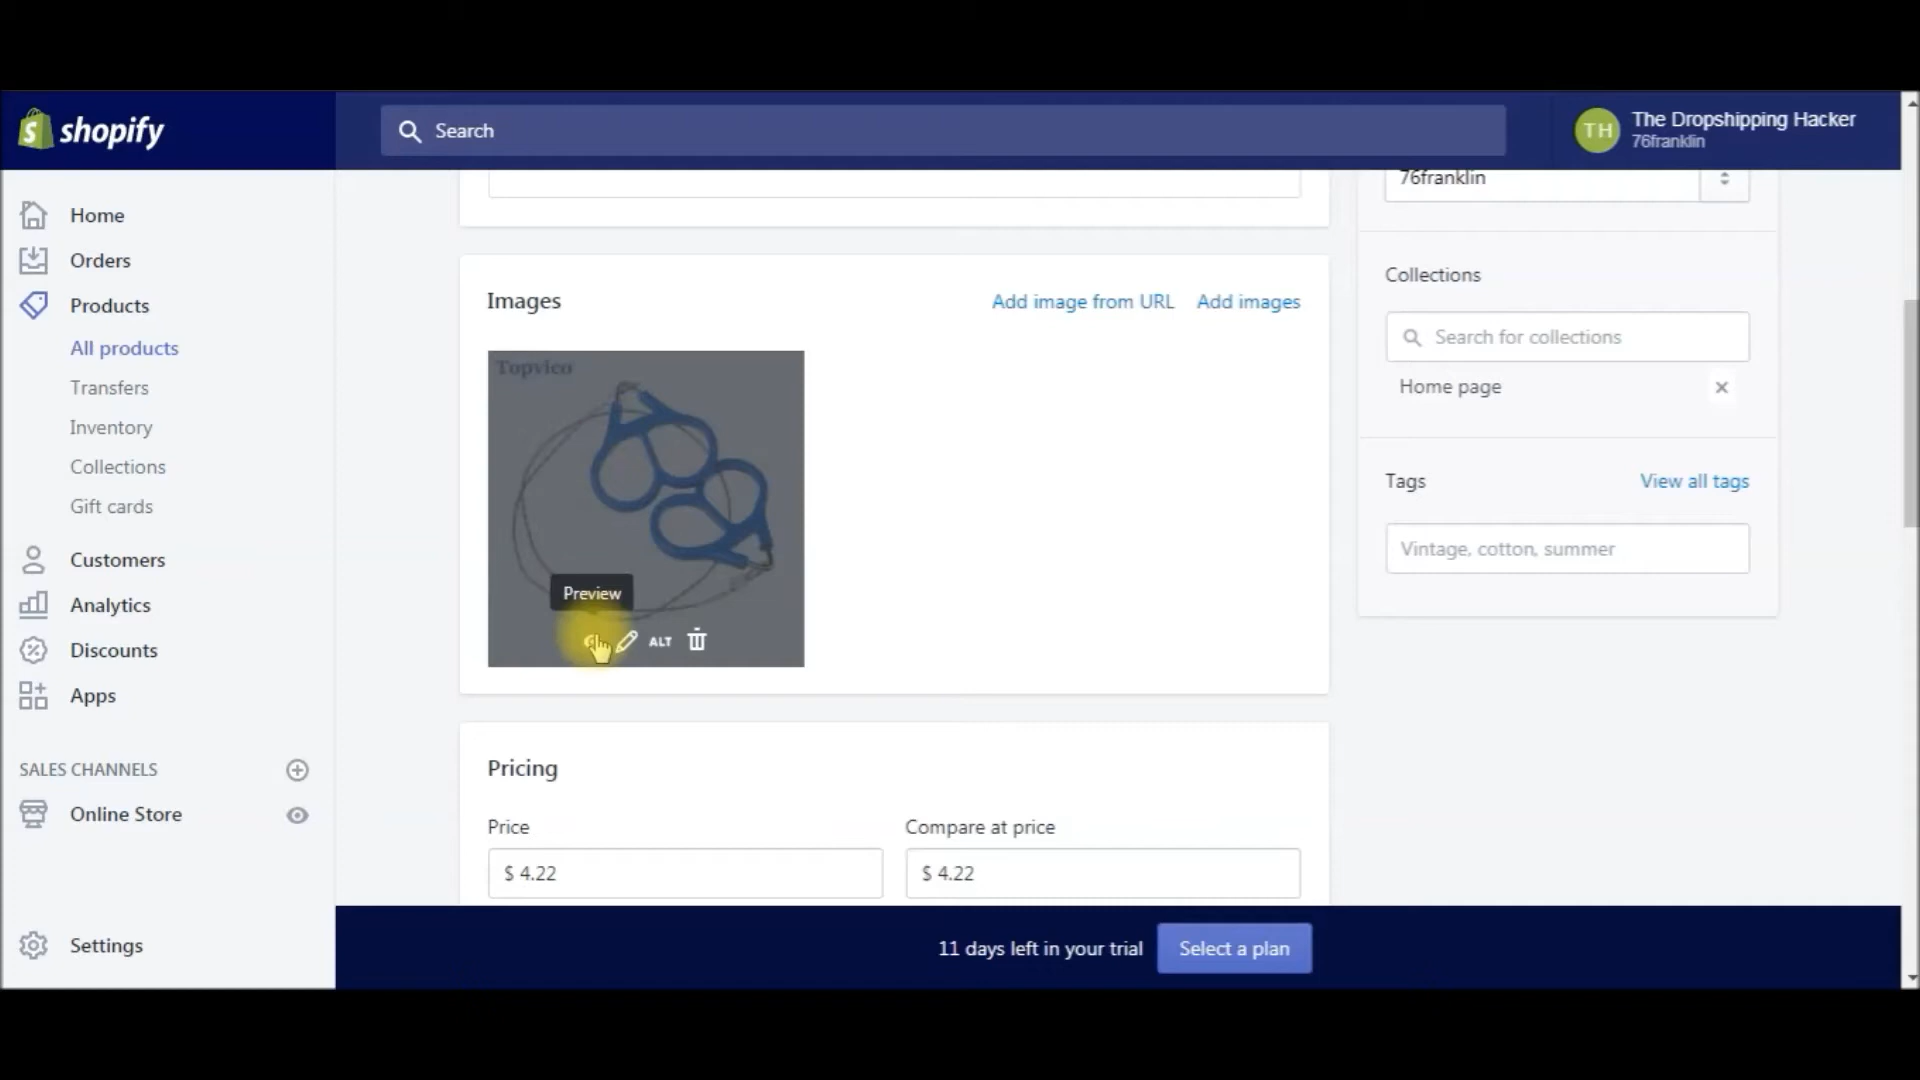 shopify
Search
TH
The Dropshipping Hacker
76franklin
Home
Orders
Products
All products
Transfers
Inventory
Collections
Gift cards
Customers
Analytics
Discounts
Apps
SALES CHANNELS
Online Store
Settings
Images
Add image from URL
Add images
Topvico
Preview
ALT
Pricing
Price
Compare at price
$ 4.22
$ 4.22
76franklin
Collections
Search for collections
Home page
Tags
View all tags
Vintage, cotton, summer
11 days left in your trial
Select a plan